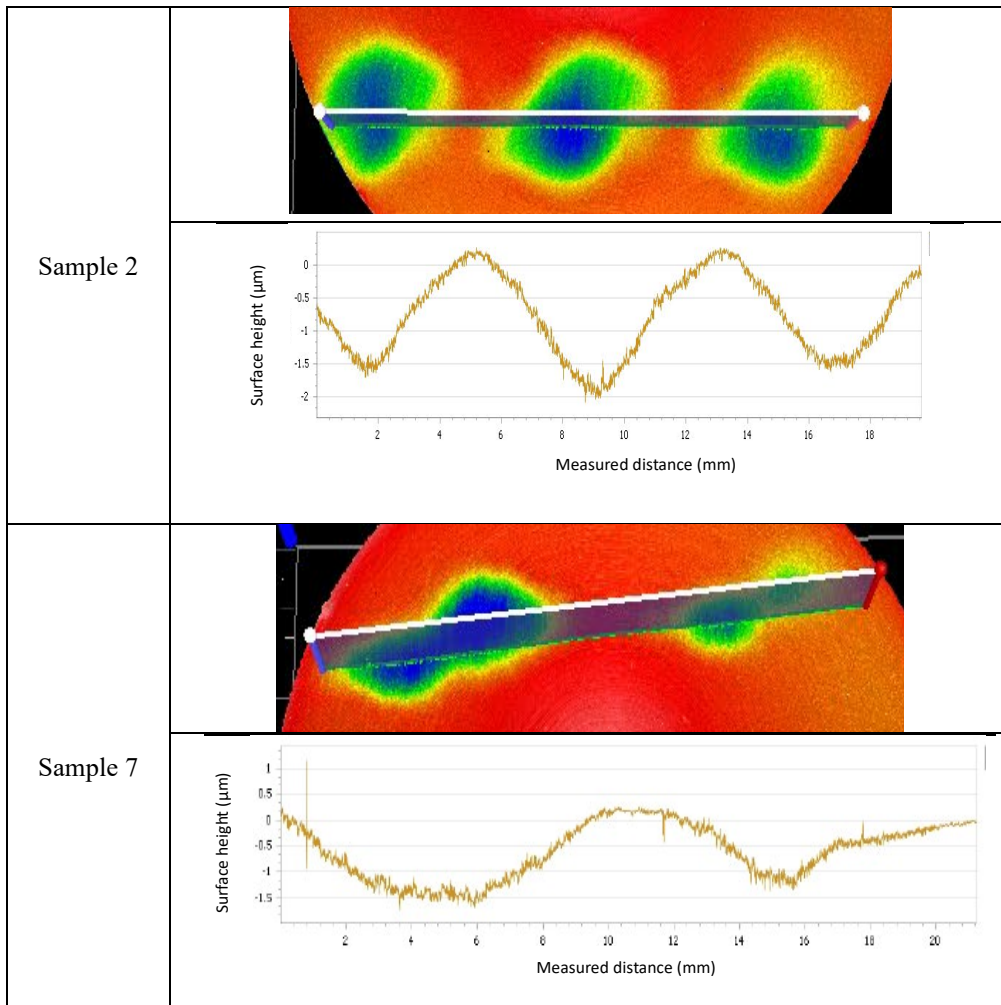 Sample 2
Surface height (μm)
0
-0.5
-1
-1.5
-2
2 4 6 8 10 12 14 16 18
Measured distance (mm)
Sample 7
Surface height (μm)
1
0.5
0
-0.5
-1
-1.5
2 4 6 8 10 12 14 16 18 20
Measured distance (mm)